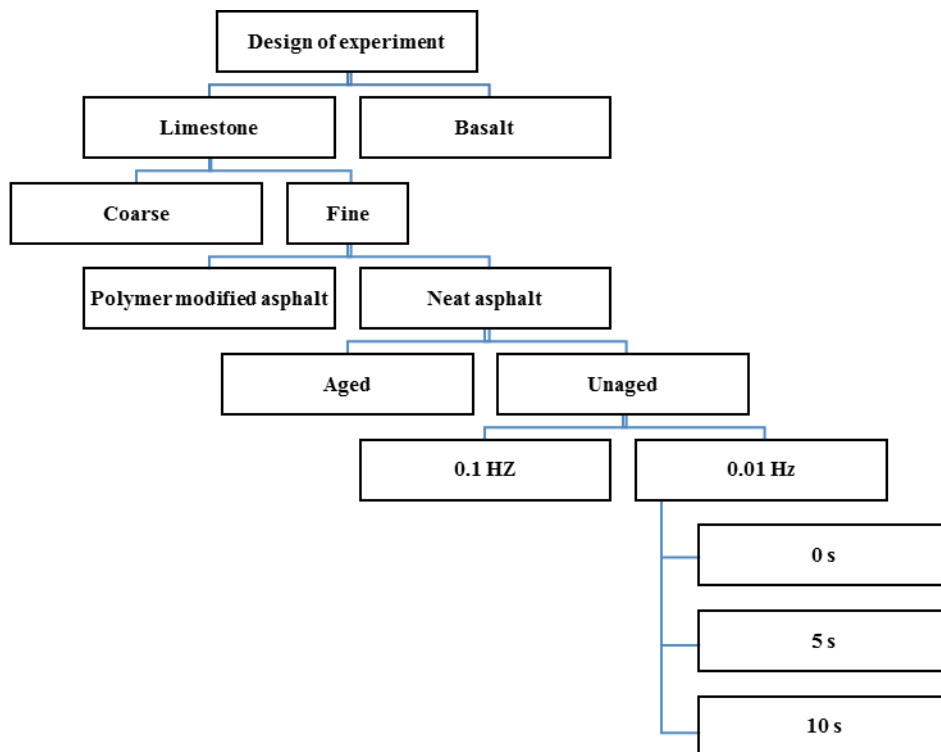 Design of experiment
Limestone
Basalt
Coarse
Fine
Polymer modified asphalt
Neat asphalt
Aged
Unaged
0.1 HZ
0.01 Hz
0 s
5 s
10 s